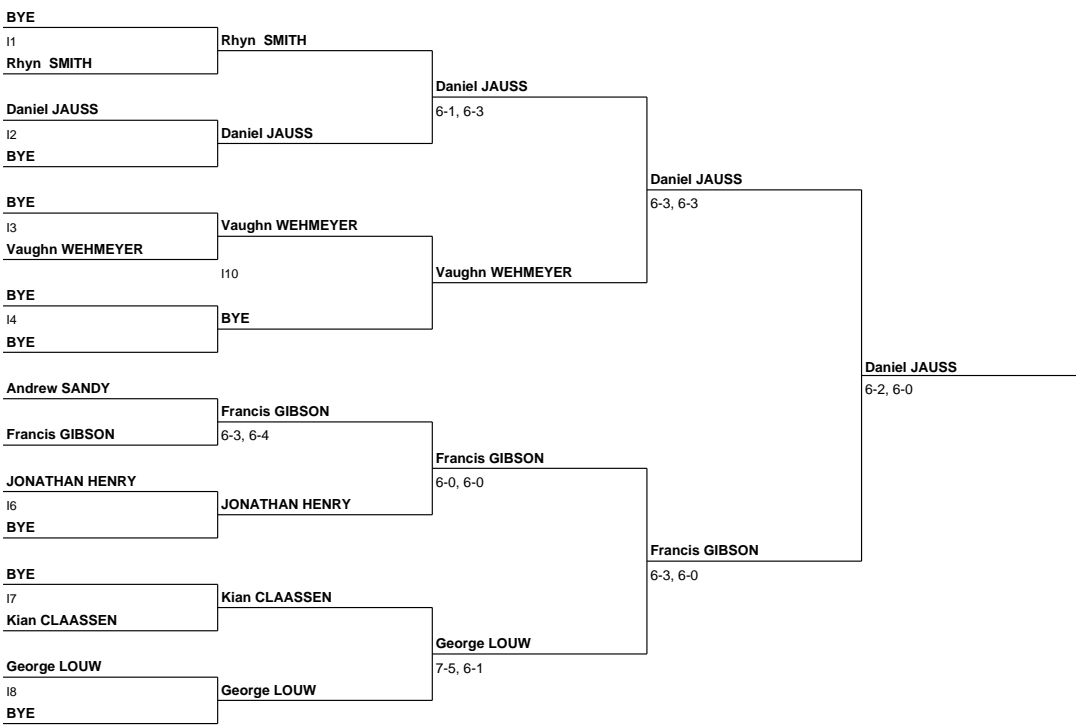 BYE
I1
Rhyn  SMITH
Rhyn  SMITH
Daniel JAUSS
6-1, 6-3
Daniel JAUSS
I2
BYE
Daniel JAUSS
Daniel JAUSS
6-3, 6-3
BYE
I3
Vaughn WEHMEYER
Vaughn WEHMEYER
I10
Vaughn WEHMEYER
BYE
I4
BYE
BYE
Daniel JAUSS
6-2, 6-0
Andrew SANDY
Francis GIBSON
Francis GIBSON
6-3, 6-4
Francis GIBSON
6-0, 6-0
JONATHAN HENRY
I6
BYE
JONATHAN HENRY
Francis GIBSON
6-3, 6-0
BYE
I7
Kian CLAASSEN
Kian CLAASSEN
George LOUW
7-5, 6-1
George LOUW
I8
BYE
George LOUW